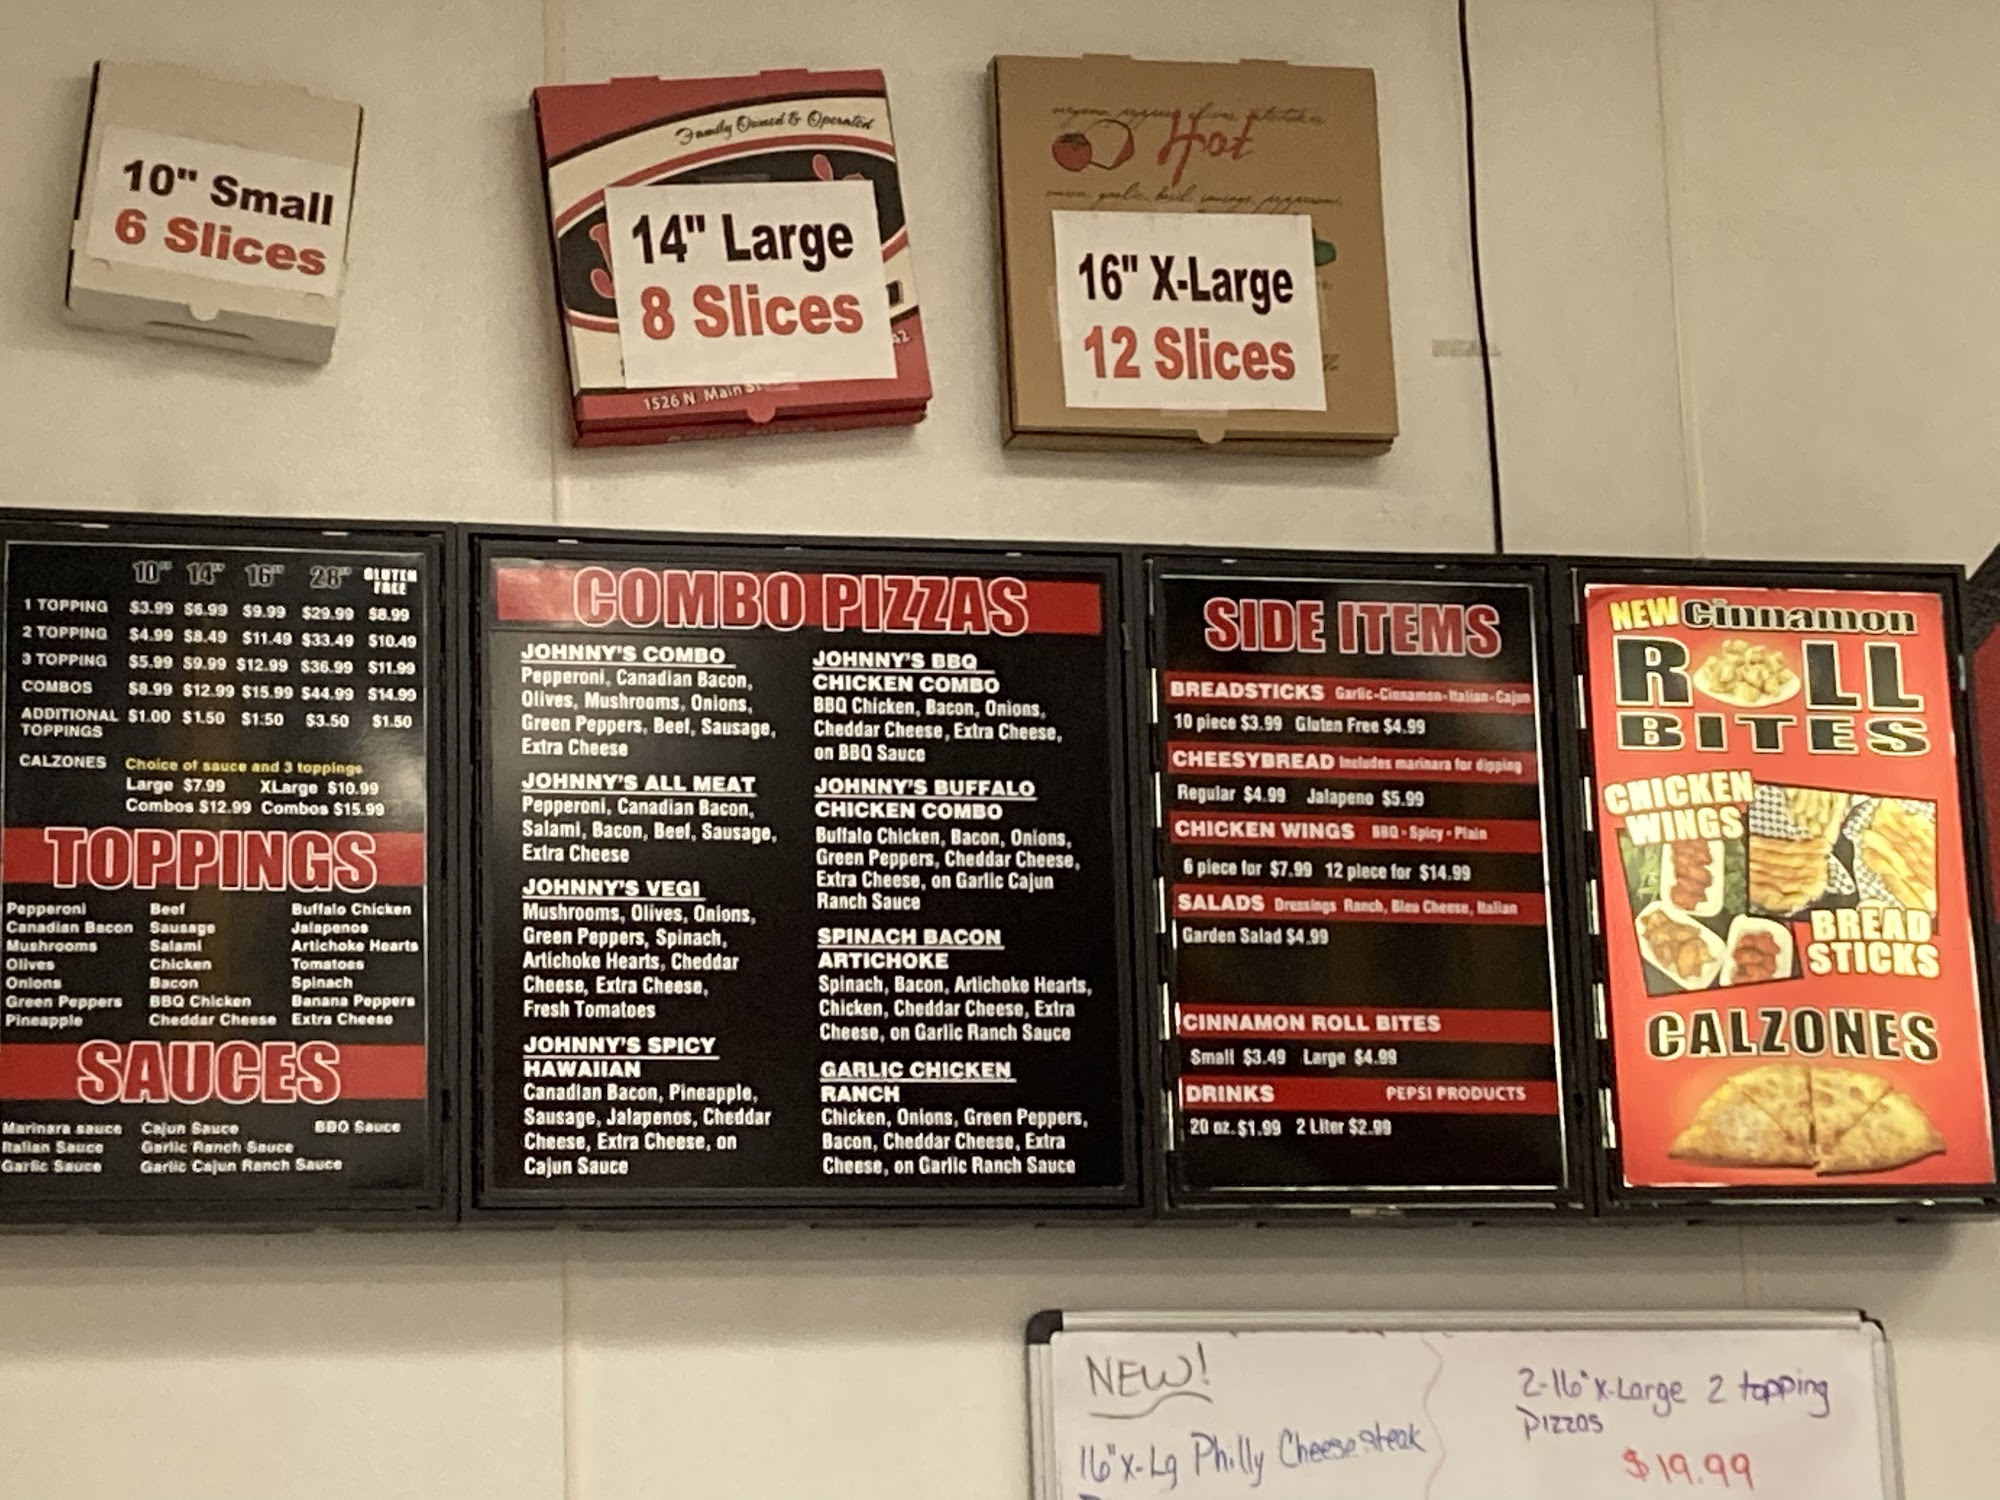 10" Small
6 Slices
Family Owned & Operated
14" Large
8 Slices
1526 N Main St
Hot
16" X-Large
12 Slices
10" 14" 16" 28" GLUTEN FREE
1 TOPPING $3.99 $6.99 $9.99 $29.99 $8.99
2 TOPPING $4.99 $8.49 $11.49 $33.49 $10.49
3 TOPPING $5.99 $9.99 $12.99 $36.99 $11.99
COMBOS $8.99 $12.99 $15.99 $44.99 $14.99
ADDITIONAL TOPPINGS $1.00 $1.50 $1.50 $3.50 $1.50
CALZONES Choice of sauce and 3 toppings
Large $7.99 XLarge $10.99
Combos $12.99 Combos $15.99
TOPPINGS
Pepperoni Beef Buffalo Chicken
Canadian Bacon Sausage Jalapenos
Mushrooms Salami Artichoke Hearts
Olives Chicken Tomatoes
Onions Bacon Spinach
Green Peppers BBQ Chicken Banana Peppers
Pineapple Cheddar Cheese Extra Cheese
SAUCES
Marinara sauce Cajun Sauce BBQ Sauce
Italian Sauce Garlic Ranch Sauce
Garlic Sauce Garlic Cajun Ranch Sauce
COMBO PIZZAS
JOHNNY'S COMBO
Pepperoni, Canadian Bacon,
Olives, Mushrooms, Onions,
Green Peppers, Beef, Sausage,
Extra Cheese
JOHNNY'S ALL MEAT
Pepperoni, Canadian Bacon,
Salami, Bacon, Beef, Sausage,
Extra Cheese
JOHNNY'S VEGI
Mushrooms, Olives, Onions,
Green Peppers, Spinach,
Artichoke Hearts, Cheddar
Cheese, Extra Cheese,
Fresh Tomatoes
JOHNNY'S SPICY
HAWAIIAN
Canadian Bacon, Pineapple,
Sausage, Jalapenos, Cheddar
Cheese, Extra Cheese, on
Cajun Sauce
JOHNNY'S BBQ
CHICKEN COMBO
BBQ Chicken, Bacon, Onions,
Cheddar Cheese, Extra Cheese,
on BBQ Sauce
JOHNNY'S BUFFALO
CHICKEN COMBO
Buffalo Chicken, Bacon, Onions,
Green Peppers, Cheddar Cheese,
Extra Cheese, on Garlic Cajun
Ranch Sauce
SPINACH BACON
ARTICHOKE
Spinach, Bacon, Artichoke Hearts,
Chicken, Cheddar Cheese, Extra
Cheese, on Garlic Ranch Sauce
GARLIC CHICKEN
RANCH
Chicken, Onions, Green Peppers,
Bacon, Cheddar Cheese, Extra
Cheese, on Garlic Ranch Sauce
SIDE ITEMS
BREADSTICKS Garlic-Cinnamon-Italian-Cajun
10 piece $3.99 Gluten Free $4.99
CHEESYBREAD Includes marinara for dipping
Regular $4.99 Jalapeno $5.99
CHICKEN WINGS BBQ - Spicy - Plain
6 piece for $7.99 12 piece for $14.99
SALADS Dressings Ranch, Bleu Cheese, Italian
Garden Salad $4.99
CINNAMON ROLL BITES
Small $3.49 Large $4.99
DRINKS PEPSI PRODUCTS
20 oz. $1.99 2 Liter $2.99
NEW Cinnamon
ROLL
BITES
CHICKEN
WINGS
BREAD
STICKS
CALZONES
NEW!
16" X-Lg Philly Cheesesteak
2-16" X-Large 2 topping
Pizzas
$19.99